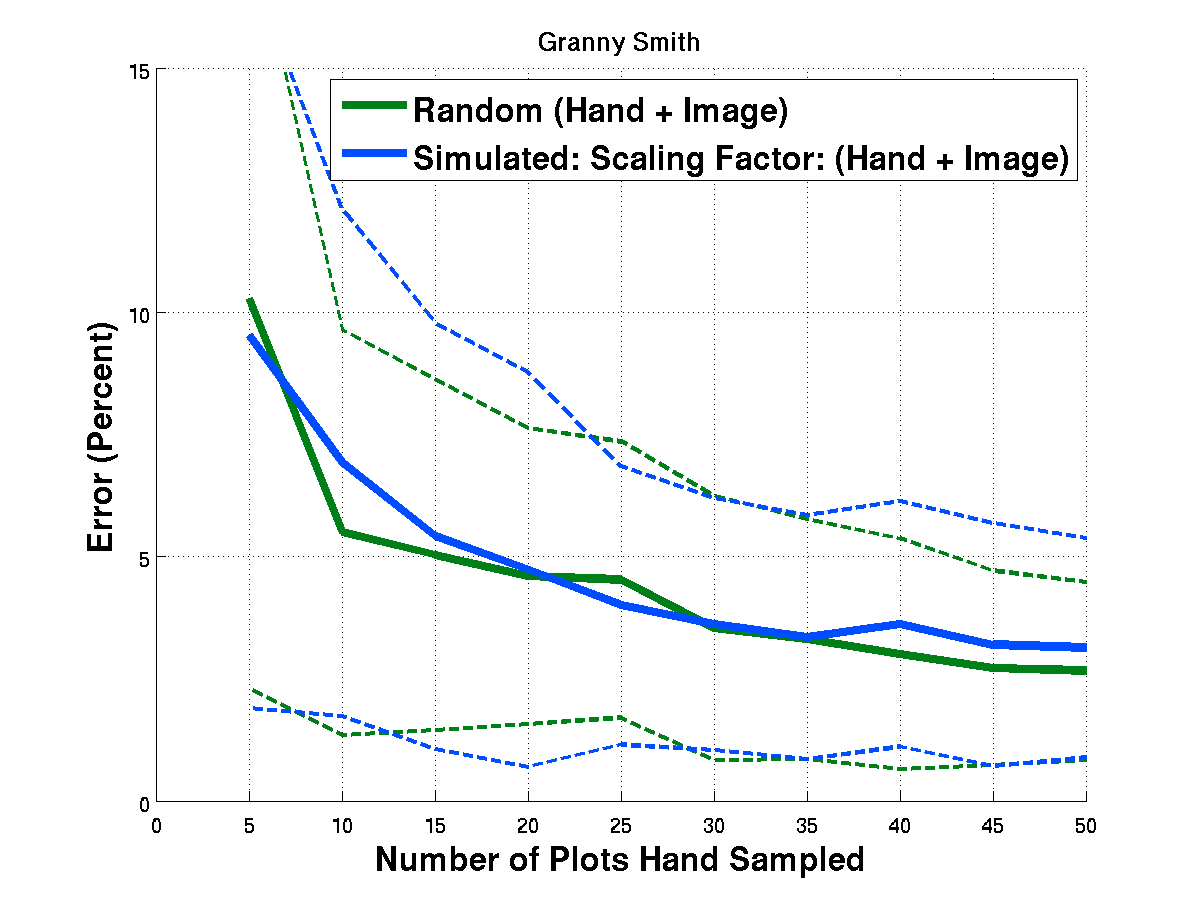 Granny Smith
Random (Hand + Image)
Simulated: Scaling Factor: (Hand + Image)
15
10
5
0
Error (Percent)
0 5 10 15 20 25 30 35 40 45 50
Number of Plots Hand Sampled